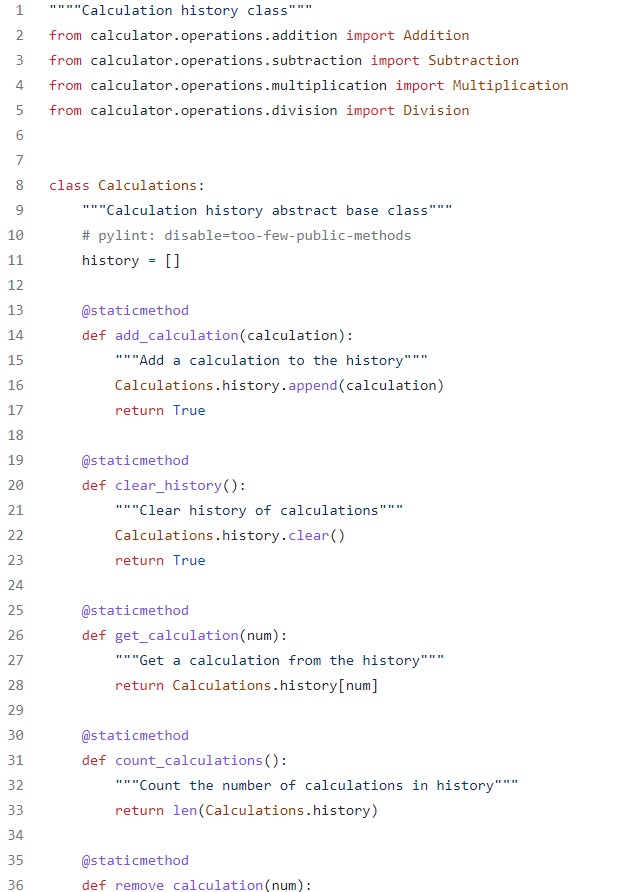 1 """"Calculation history class"""
2 from calculator.operations.addition import Addition
3 from calculator.operations.subtraction import Subtraction
4 from calculator.operations.multiplication import Multiplication
5 from calculator.operations.division import Division
6
7
8 class Calculations:
9     """Calculation history abstract base class"""
10     # pylint: disable=too-few-public-methods
11     history = []
12
13     @staticmethod
14     def add_calculation(calculation):
15         """Add a calculation to the history"""
16         Calculations.history.append(calculation)
17         return True
18
19     @staticmethod
20     def clear_history():
21         """Clear history of calculations"""
22         Calculations.history.clear()
23         return True
24
25     @staticmethod
26     def get_calculation(num):
27         """Get a calculation from the history"""
28         return Calculations.history[num]
29
30     @staticmethod
31     def count_calculations():
32         """Count the number of calculations in history"""
33         return len(Calculations.history)
34
35     @staticmethod
36     def remove_calculation(num):